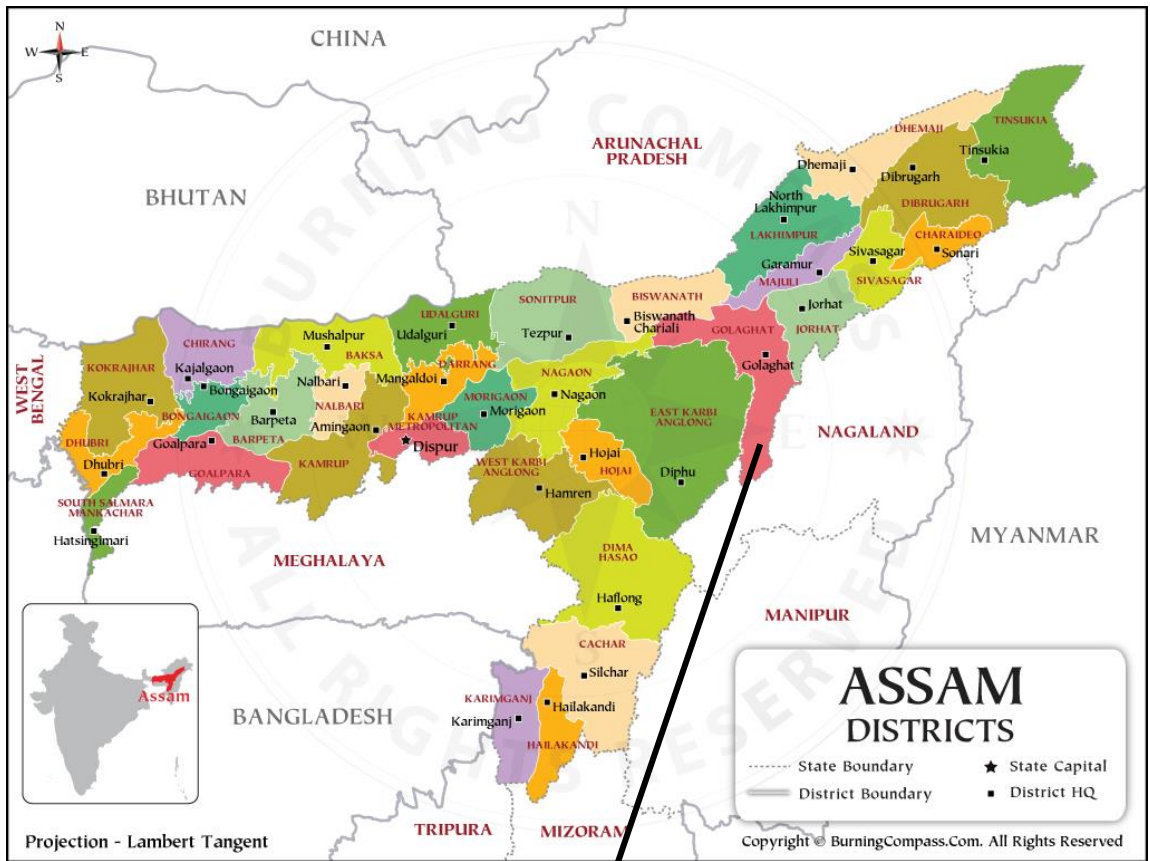 N
W E
S
CHINA
BHUTAN
ARUNACHAL
PRADESH
DHEMAJI
TINSUKIA
Tinsukia
Dhemaji
Dibrugarh
DIBRUGARH
North
Lakhimpur
LAKHIMPUR
CHARAIDEO
Sonari
Sivasagar
SIVASAGAR
Garamur
MAJULI
Jorhat
JORHAT
BISWANATH
Biswanath
Chariali
SONITPUR
Tezpur
GOLAGHAT
Golaghat
UDALGURI
Udalguri
Mushalpur
BAKSA
CHIRANG
Kajalgaon
KOKRAJHAR
Kokrajhar
WEST
BENGAL
Bongaigaon
BONGAIGAON
Nalbari
NALBARI
DARRANG
Mangaldoi
NAGAON
Nagaon
MORIGAON
Morigaon
Barpeta
BARPETA
Amingaon
KAMRUP
METROPOLITAN
Dispur
EAST KARBI
ANGLONG
Diphu
NAGALAND
DHUBRI
Dhubri
Goalpara
GOALPARA
KAMRUP
WEST KARBI
ANGLONG
Hamren
Hojai
HOJAI
SOUTH SALMARA
MANKACHAR
Hatsingimari
MEGHALAYA
DIMA
HASAO
Haflong
MYANMAR
MANIPUR
CACHAR
Silchar
KARIMGANJ
Karimganj
Hailakandi
HAILAKANDI
BANGLADESH
Assam
TRIPURA
MIZORAM
ASSAM
DISTRICTS
State Boundary
State Capital
District Boundary
District HQ
Projection - Lambert Tangent
Copyright © BurningCompass.Com. All Rights Reserved
BURNING COMPASS
ALL RIGHTS RESERVED
N
E
S